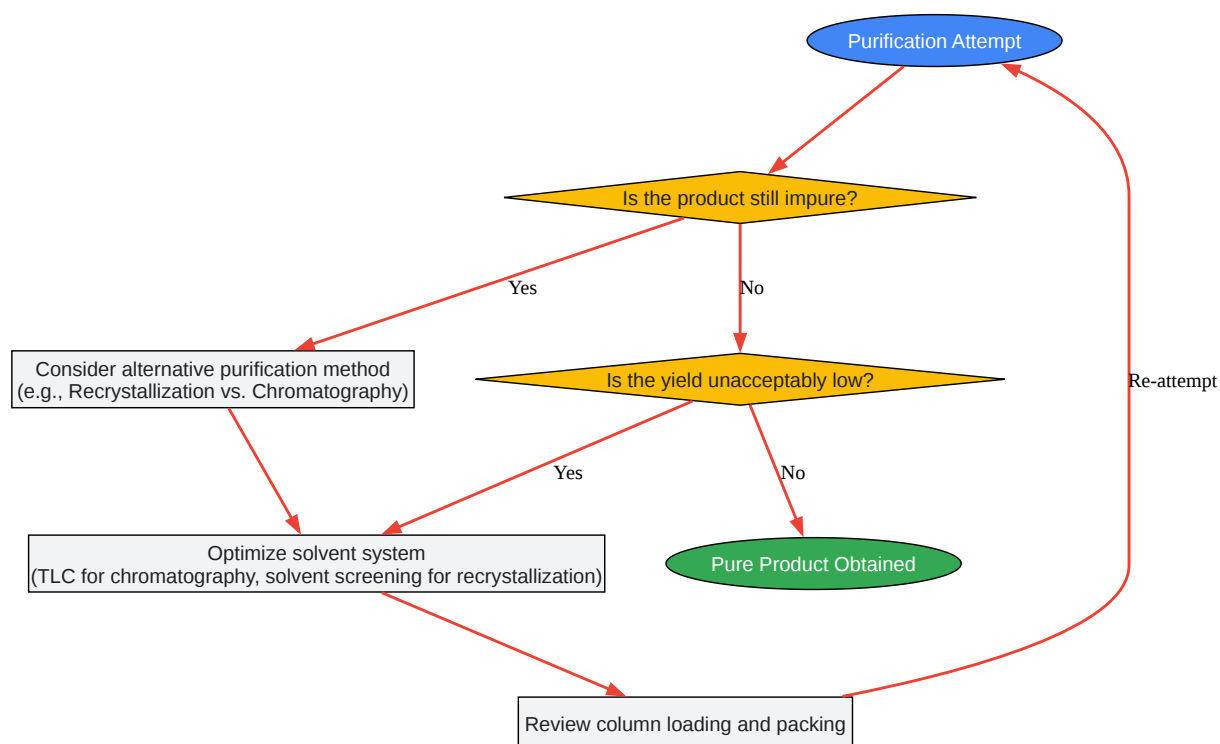 Purification Attempt
Is the product still impure?
Yes
No
Consider alternative purification method
(e.g., Recrystallization vs. Chromatography)
Is the yield unacceptably low?
Re-attempt
Yes
No
Optimize solvent system
(TLC for chromatography, solvent screening for recrystallization)
Pure Product Obtained
Review column loading and packing